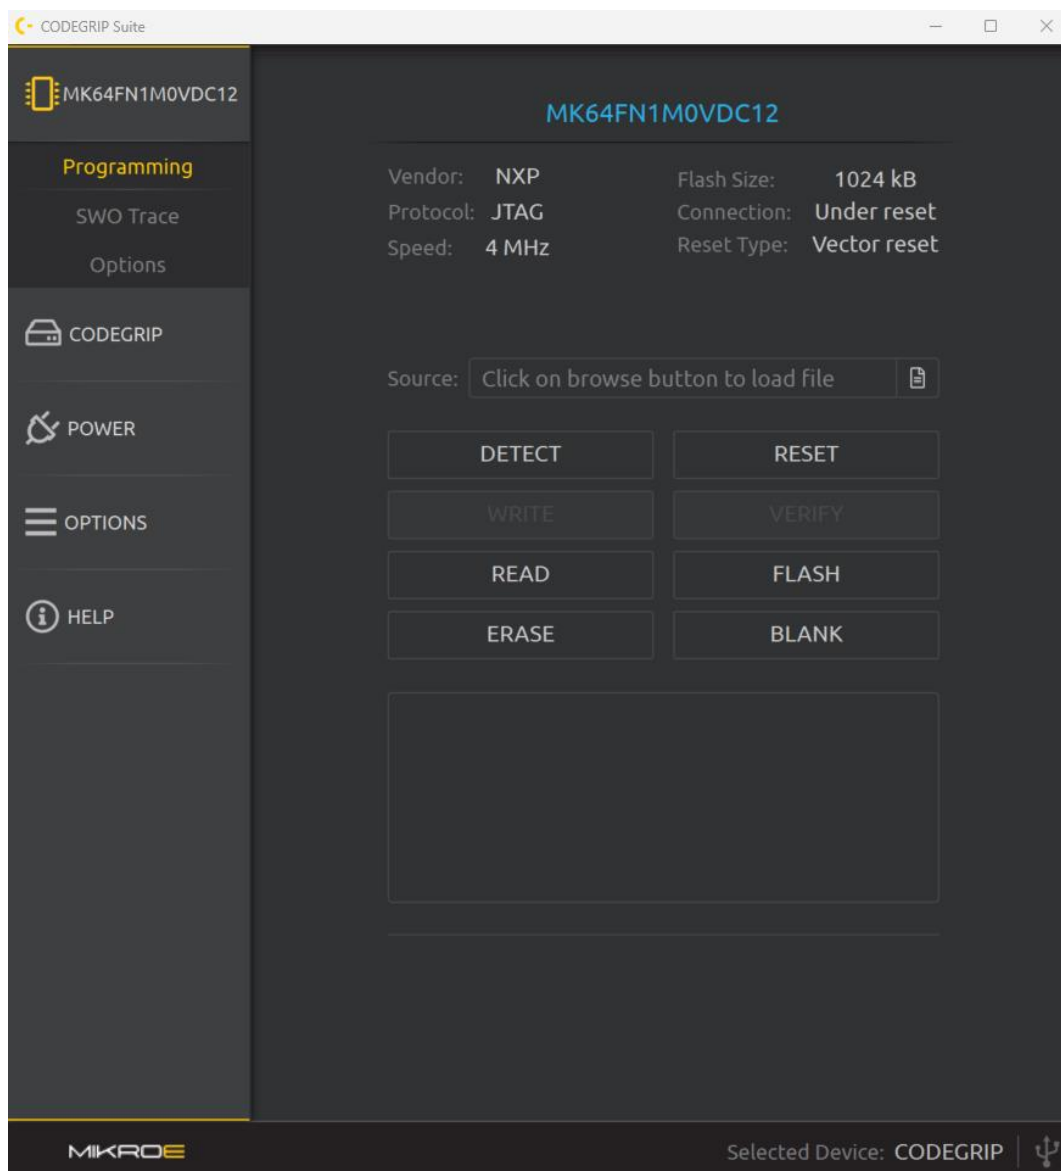 CODEGRIP Suite
MK64FN1M0VDC12
Programming
SWO Trace
Options
CODEGRIP
POWER
OPTIONS
HELP
MK64FN1M0VDC12
Vendor: NXP
Flash Size: 1024 kB
Protocol: JTAG
Connection: Under reset
Speed: 4 MHz
Reset Type: Vector reset
Source: Click on browse button to load file
DETECT
RESET
WRITE
VERIFY
READ
FLASH
ERASE
BLANK
MIKROE
Selected Device: CODEGRIP